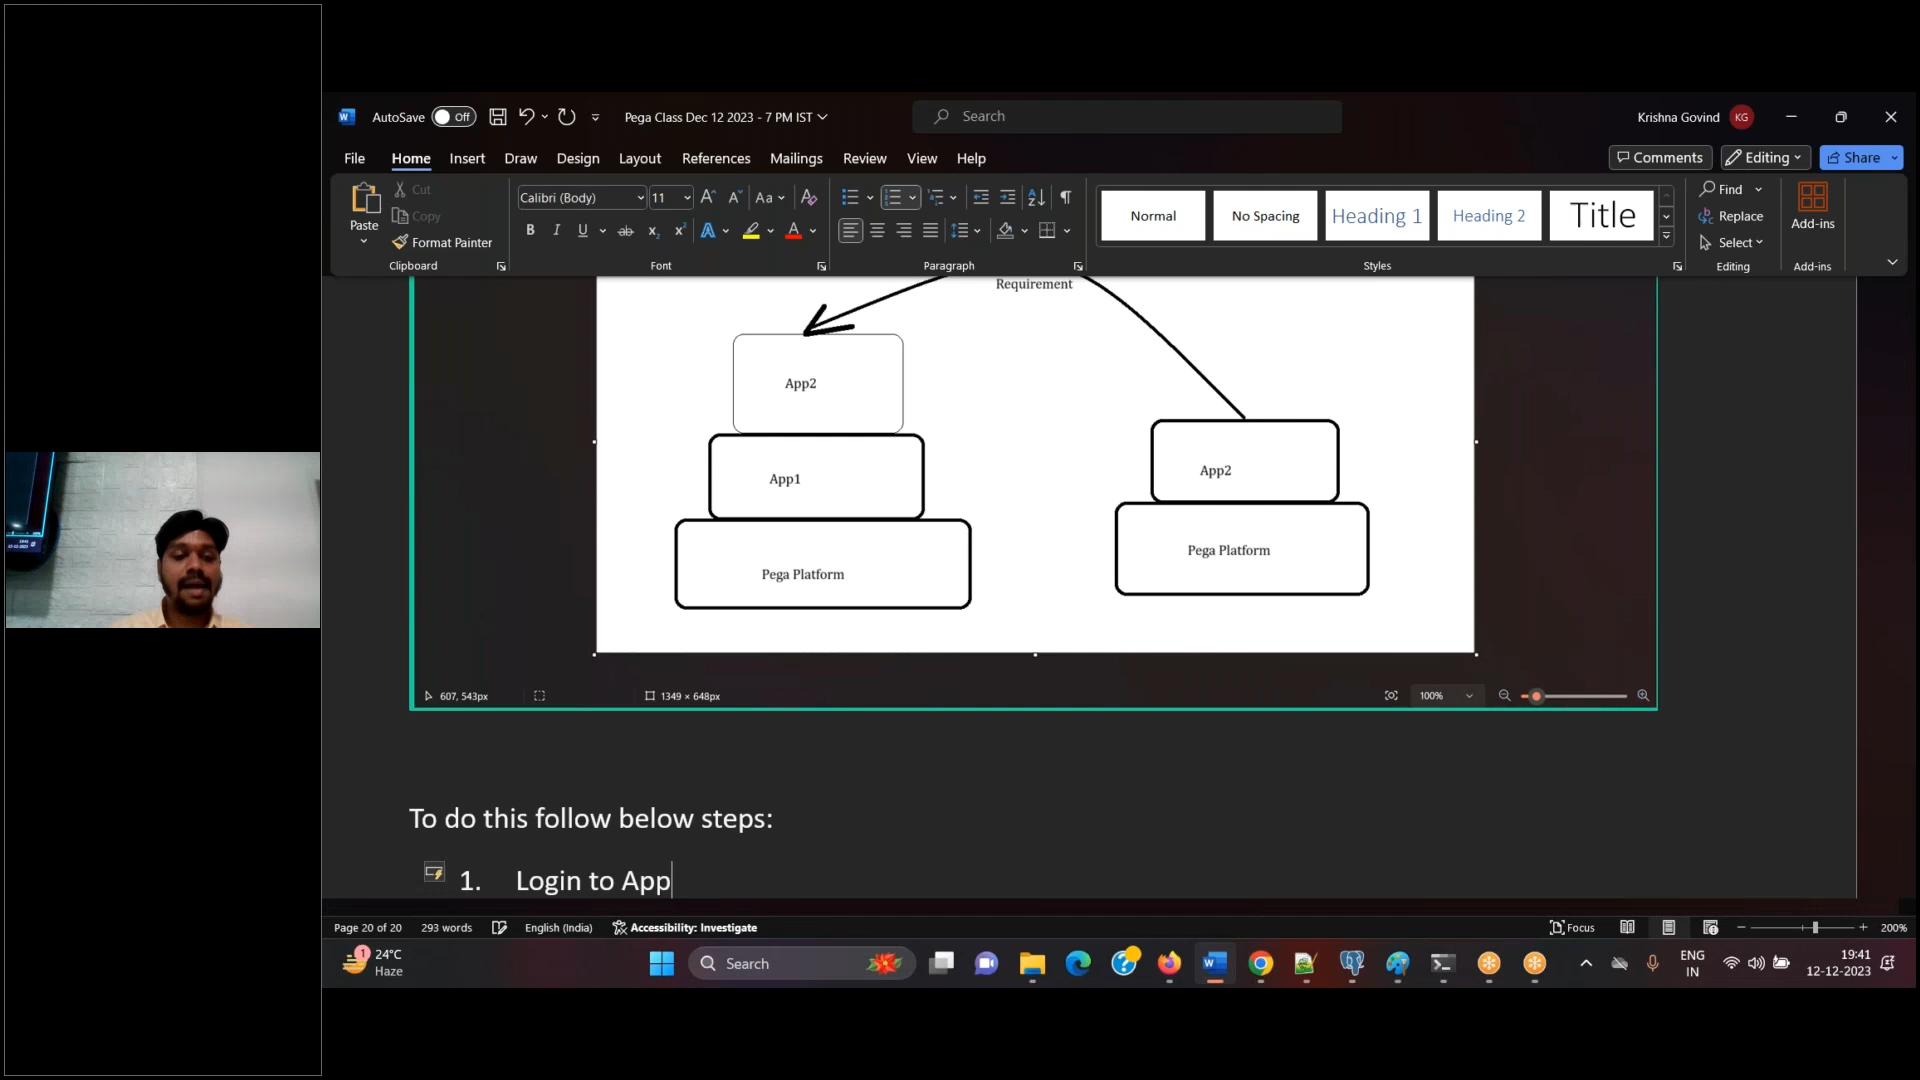 AutoSave Off Pega Class Dec 12 2023 - 7 PM IST Search Krishna Govind KG
File Home Insert Draw Design Layout References Mailings Review View Help Comments Editing Share
Paste Cut Copy Format Painter
Calibri (Body) 11
Normal No Spacing Heading 1 Heading 2 Title
Find Replace Select
Add-ins
Clipboard Font Paragraph Styles Editing Add-ins
Requirement
App2
App1
Pega Platform
App2
Pega Platform
607, 543px 1349 × 648px 100%
To do this follow below steps:
1. Login to App
Page 20 of 20 293 words English (India) Accessibility: Investigate Focus 200%
1 24°C
Haze
Search
ENG
IN
19:41
12-12-2023